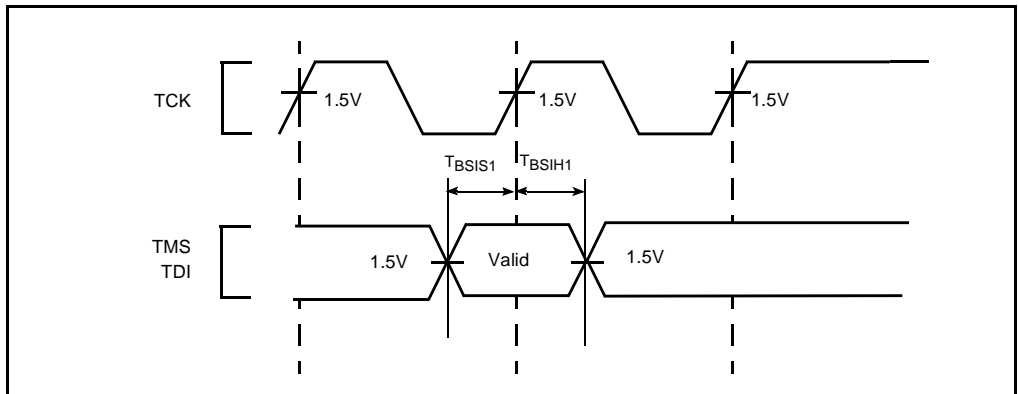 TCK
1.5V
1.5V
1.5V
TBSIS1
TBSIH1
TMS
TDI
1.5V
Valid
1.5V